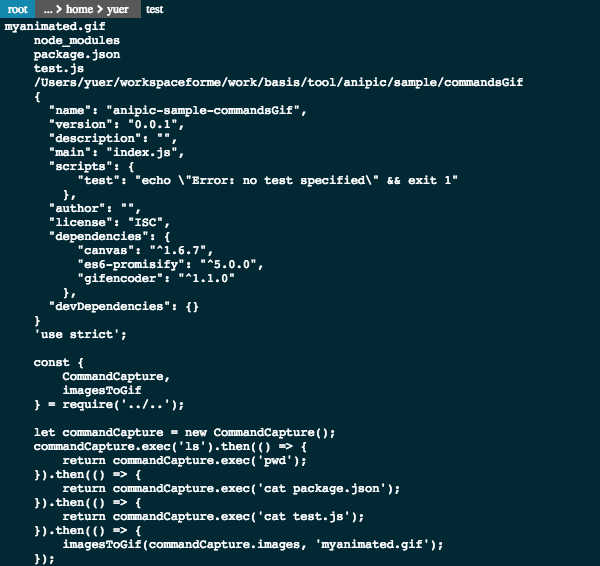 root ... > home > yuer test
myanimated.gif
node_modules
package.json
test.js
/Users/yuer/workspaceforme/work/basis/tool/anipic/sample/commandsGif
{
  "name": "anipic-sample-commandsGif",
  "version": "0.0.1",
  "description": "",
  "main": "index.js",
  "scripts": {
      "test": "echo \"Error: no test specified\" && exit 1"
    },
  "author": "",
  "license": "ISC",
  "dependencies": {
      "canvas": "^1.6.7",
      "es6-promisify": "^5.0.0",
      "gifencoder": "^1.1.0"
    },
  "devDependencies": {}
}
'use strict';

const {
    CommandCapture,
    imagesToGif
} = require('../..');

let commandCapture = new CommandCapture();
commandCapture.exec('ls').then(() => {
    return commandCapture.exec('pwd');
}).then(() => {
    return commandCapture.exec('cat package.json');
}).then(() => {
    return commandCapture.exec('cat test.js');
}).then(() => {
    imagesToGif(commandCapture.images, 'myanimated.gif');
});